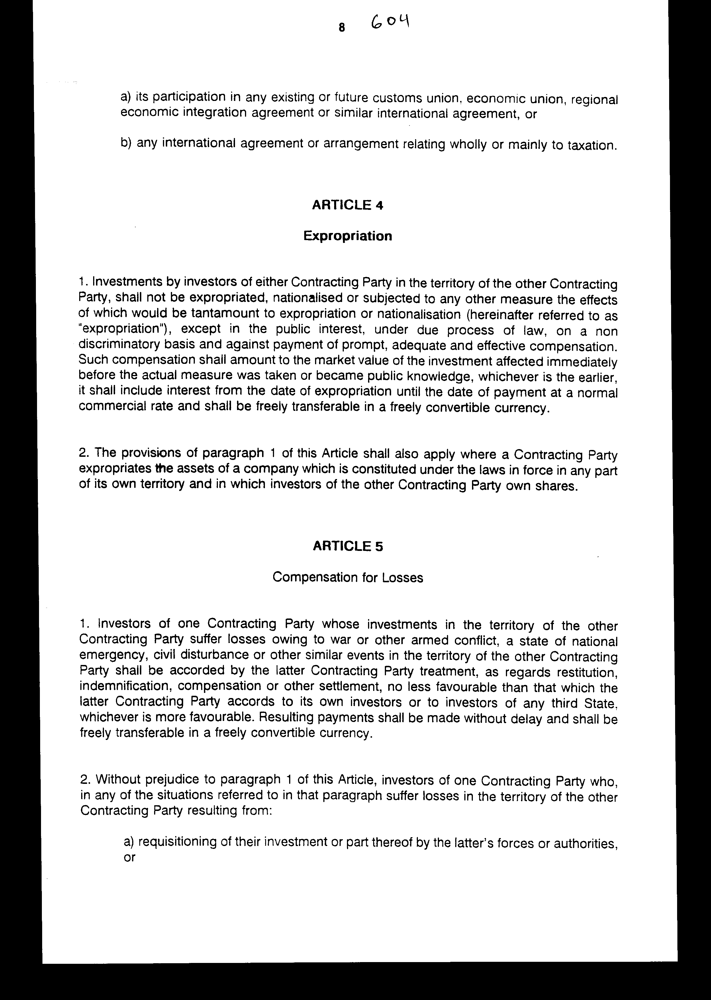 8 604
a) its participation in any existing or future customs union, economic union, regional
economic integration agreement or similar international agreement, or
b) any international agreement or arrangement relating wholly or mainly to taxation.
ARTICLE 4
Expropriation
1. Investments by investors of either Contracting Party in the territory of the other Contracting
Party, shall not be expropriated, nationalised or subjected to any other measure the effects
of which would be tantamount to expropriation or nationalisation (hereinafter referred to as
"expropriation"), except in the public interest, under due process of law, on a non
discriminatory basis and against payment of prompt, adequate and effective compensation.
Such compensation shall amount to the market value of the investment affected immediately
before the actual measure was taken or became public knowledge, whichever is the earlier,
it shall include interest from the date of expropriation until the date of payment at a normal
commercial rate and shall be freely transferable in a freely convertible currency.
2. The provisions of paragraph 1 of this Article shall also apply where a Contracting Party
expropriates the assets of a company which is constituted under the laws in force in any part
of its own territory and in which investors of the other Contracting Party own shares.
ARTICLE 5
Compensation for Losses
1. Investors of one Contracting Party whose investments in the territory of the other
Contracting Party suffer losses owing to war or other armed conflict, a state of national
emergency, civil disturbance or other similar events in the territory of the other Contracting
Party shall be accorded by the latter Contracting Party treatment, as regards restitution,
indemnification, compensation or other settlement, no less favourable than that which the
latter Contracting Party accords to its own investors or to investors of any third State,
whichever is more favourable. Resulting payments shall be made without delay and shall be
freely transferable in a freely convertible currency.
2. Without prejudice to paragraph 1 of this Article, investors of one Contracting Party who,
in any of the situations referred to in that paragraph suffer losses in the territory of the other
Contracting Party resulting from:
a) requisitioning of their investment or part thereof by the latter's forces or authorities,
or